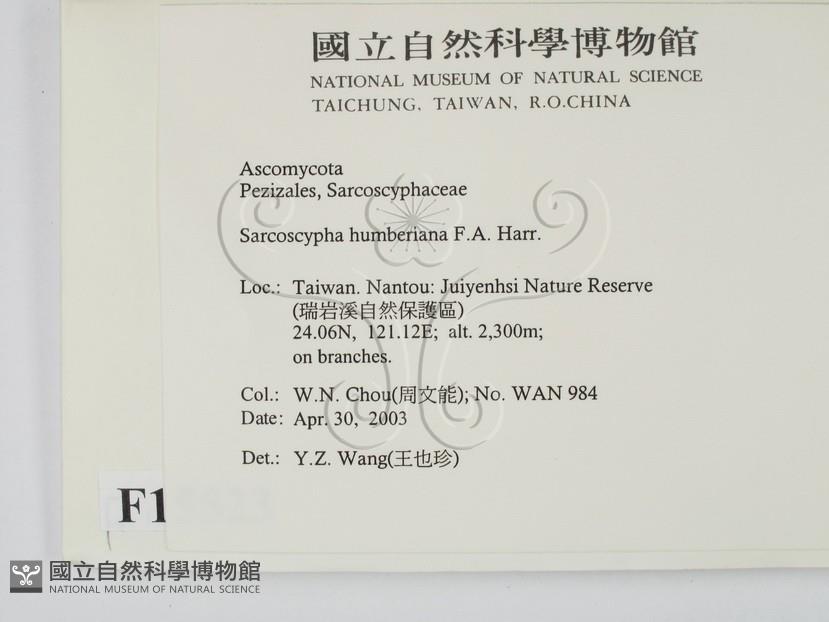 國立自然科學博物館
NATIONAL MUSEUM OF NATURAL SCIENCE
TAICHUNG, TAIWAN, R.O.CHINA
Ascomycota
Pezizales, Sarcoscyphaceae
Sarcoscypha humberiana F.A. Harr.
Loc.: Taiwan. Nantou: Juiyenhsi Nature Reserve
(瑞岩溪自然保護區)
24.06N, 121.12E; alt. 2,300m;
on branches.
Col.: W.N. Chou(周文能); No. WAN 984
Date: Apr. 30, 2003
Det.: Y.Z. Wang(王也珍)
F1
國立自然科學博物館
NATIONAL MUSEUM OF NATURAL SCIENCE